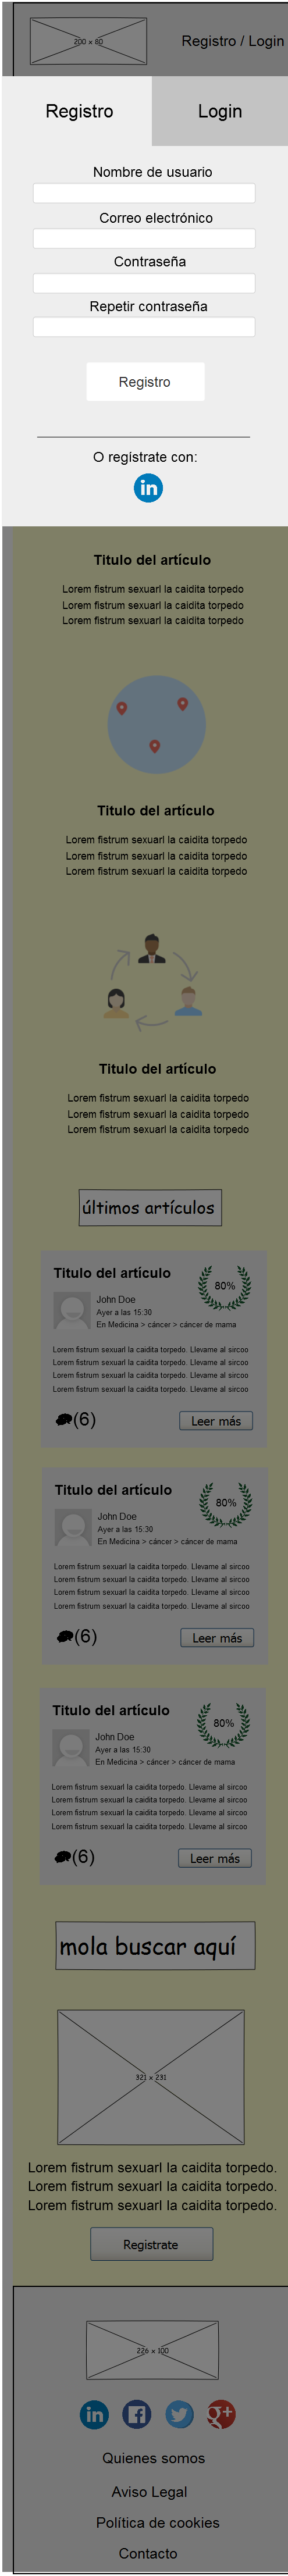 200 x 80
Registro / Login
Registro
Login
Nombre de usuario
Correo electrónico
Contraseña
Repetir contraseña
Registro
O registrate con:
in
Titulo del artículo
Lorem fistrum sexuarl la caidita torpedo
Lorem fistrum sexuarl la caidita torpedo
Lorem fistrum sexuarl la caidita torpedo
Titulo del artículo
Lorem fistrum sexuarl la caidita torpedo
Lorem fistrum sexuarl la caidita torpedo
Lorem fistrum sexuarl la caidita torpedo
Titulo del artículo
Lorem fistrum sexuarl la caidita torpedo
Lorem fistrum sexuarl la caidita torpedo
Lorem fistrum sexuarl la caidita torpedo
últimos artículos
Titulo del artículo
80%
John Doe
Ayer a las 15:30
En Medicina > cáncer > cáncer de mama
Lorem fistrum sexuarl la caidita torpedo. Llevame al sircoo
Lorem fistrum sexuarl la caidita torpedo. Llevame al sircoo
Lorem fistrum sexuarl la caidita torpedo. Llevame al sircoo
Lorem fistrum sexuarl la caidita torpedo. Llevame al sircoo
(6)
Leer más
Titulo del artículo
80%
John Doe
Ayer a las 15:30
En Medicina > cáncer > cáncer de mama
Lorem fistrum sexuarl la caidita torpedo. Llevame al sircoo
Lorem fistrum sexuarl la caidita torpedo. Llevame al sircoo
Lorem fistrum sexuarl la caidita torpedo. Llevame al sircoo
Lorem fistrum sexuarl la caidita torpedo. Llevame al sircoo
(6)
Leer más
Titulo del artículo
80%
John Doe
Ayer a las 15:30
En Medicina > cáncer > cáncer de mama
Lorem fistrum sexuarl la caidita torpedo. Llevame al sircoo
Lorem fistrum sexuarl la caidita torpedo. Llevame al sircoo
Lorem fistrum sexuarl la caidita torpedo. Llevame al sircoo
Lorem fistrum sexuarl la caidita torpedo. Llevame al sircoo
(6)
Leer más
mola buscar aquí
321 x 231
Lorem fistrum sexuarl la caidita torpedo.
Lorem fistrum sexuarl la caidita torpedo.
Lorem fistrum sexuarl la caidita torpedo.
Registrate
226 x 100
in f g+
Quienes somos
Aviso Legal
Política de cookies
Contacto